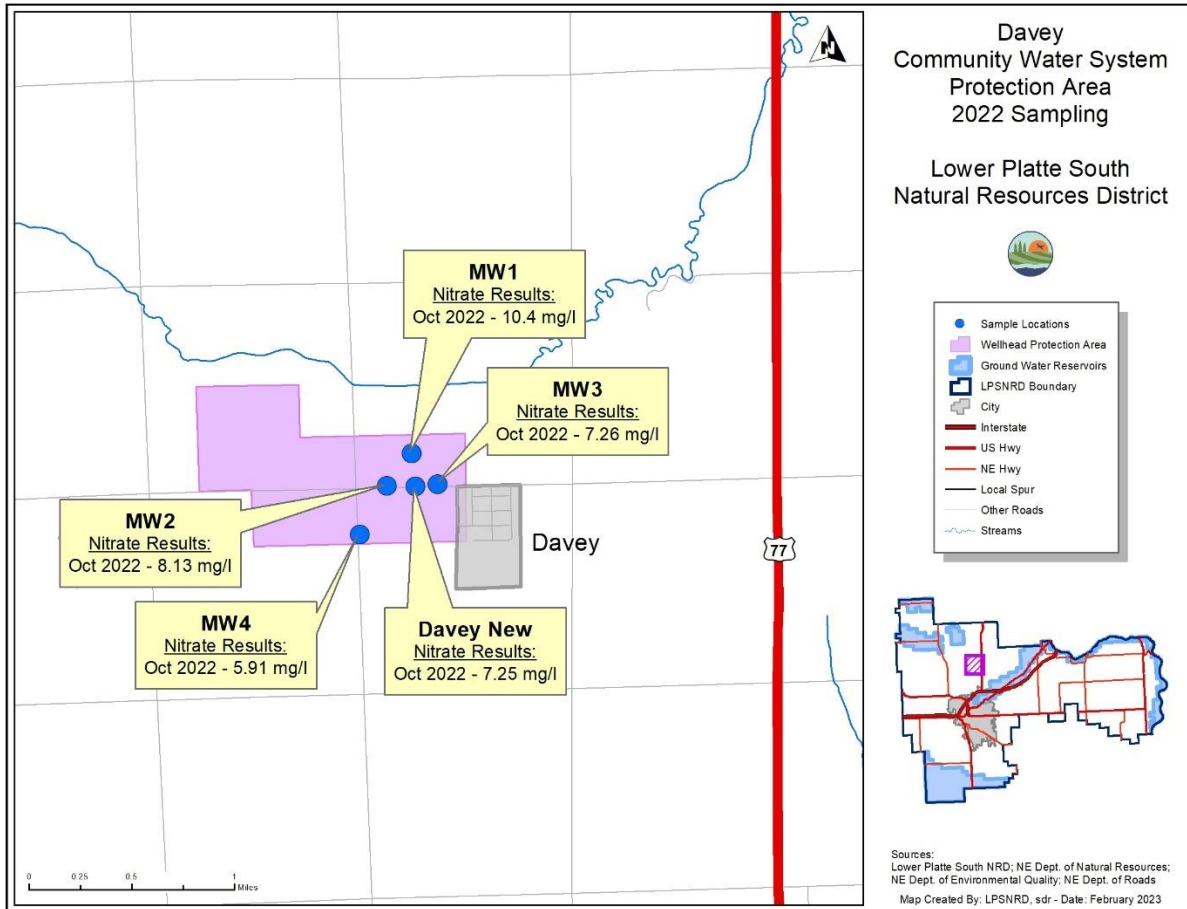 Davey
Community Water System
Protection Area
2022 Sampling
Lower Platte South
Natural Resources District
N
MW1
Nitrate Results:
Oct 2022 - 10.4 mg/l
MW3
Nitrate Results:
Oct 2022 - 7.26 mg/l
MW2
Nitrate Results:
Oct 2022 - 8.13 mg/l
MW4
Nitrate Results:
Oct 2022 - 5.91 mg/l
Davey New
Nitrate Results:
Oct 2022 - 7.25 mg/l
Davey
77
Sample Locations
Wellhead Protection Area
Ground Water Reservoirs
LPSNRD Boundary
City
Interstate
US Hwy
NE Hwy
Local Spur
Other Roads
Streams
0 0.25 0.5 1
Miles
Sources:
Lower Platte South NRD; NE Dept. of Natural Resources;
NE Dept. of Environmental Quality; NE Dept. of Roads
Map Created By: LPSNRD, sdr - Date: February 2023